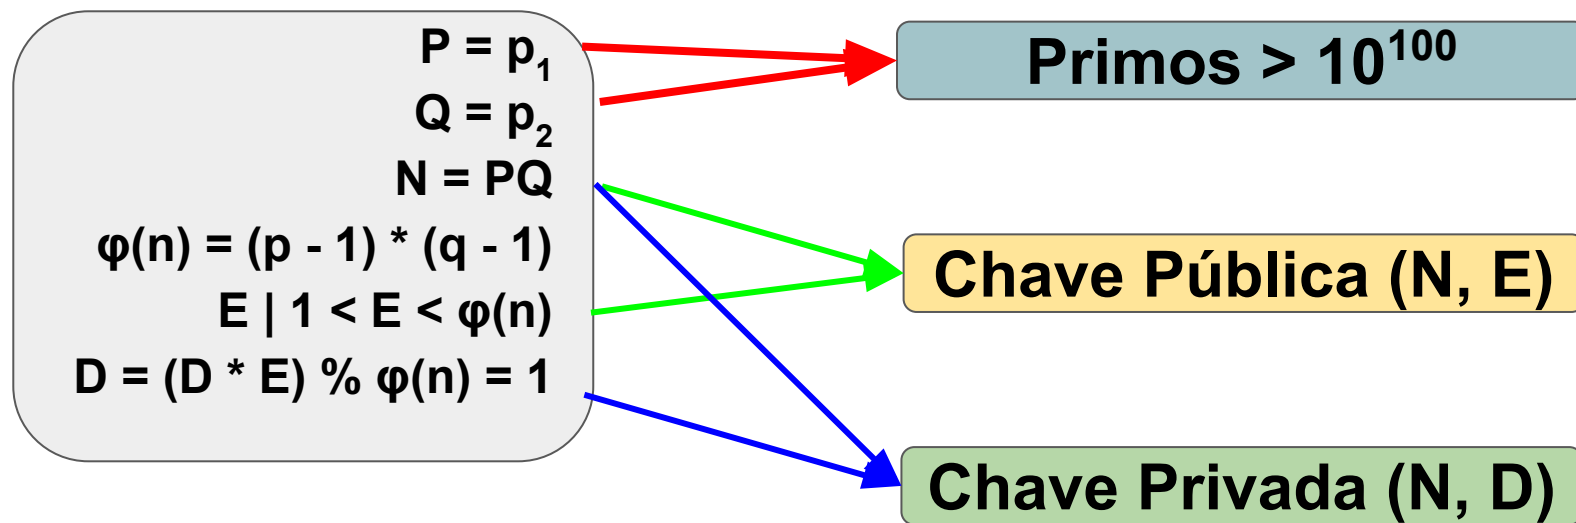 P = p₁
Q = p₂
N = PQ
φ(n) = (p - 1) * (q - 1)
E | 1 < E < φ(n)
D = (D * E) % φ(n) = 1
Primos > 10¹⁰⁰
Chave Pública (N, E)
Chave Privada (N, D)